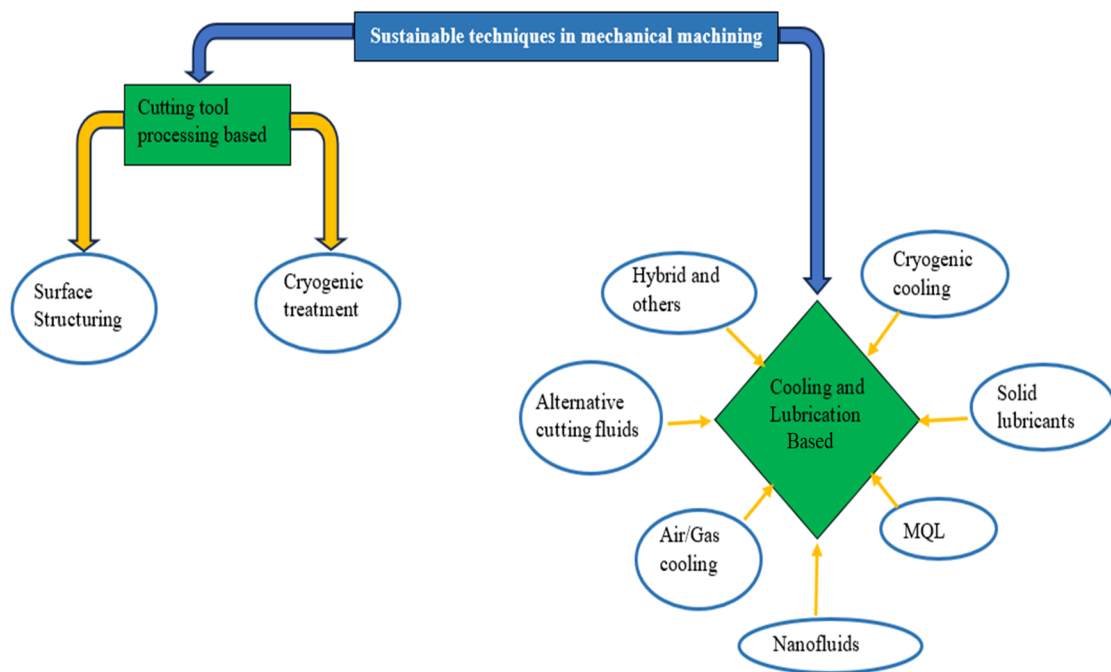 Sustainable techniques in mechanical machining
Cutting tool
processing based
Surface
Structuring
Cryogenic
treatment
Hybrid and
others
Cryogenic
cooling
Alternative
cutting fluids
Cooling and
Lubrication
Based
Solid
lubricants
Air/Gas
cooling
MQL
Nanofluids